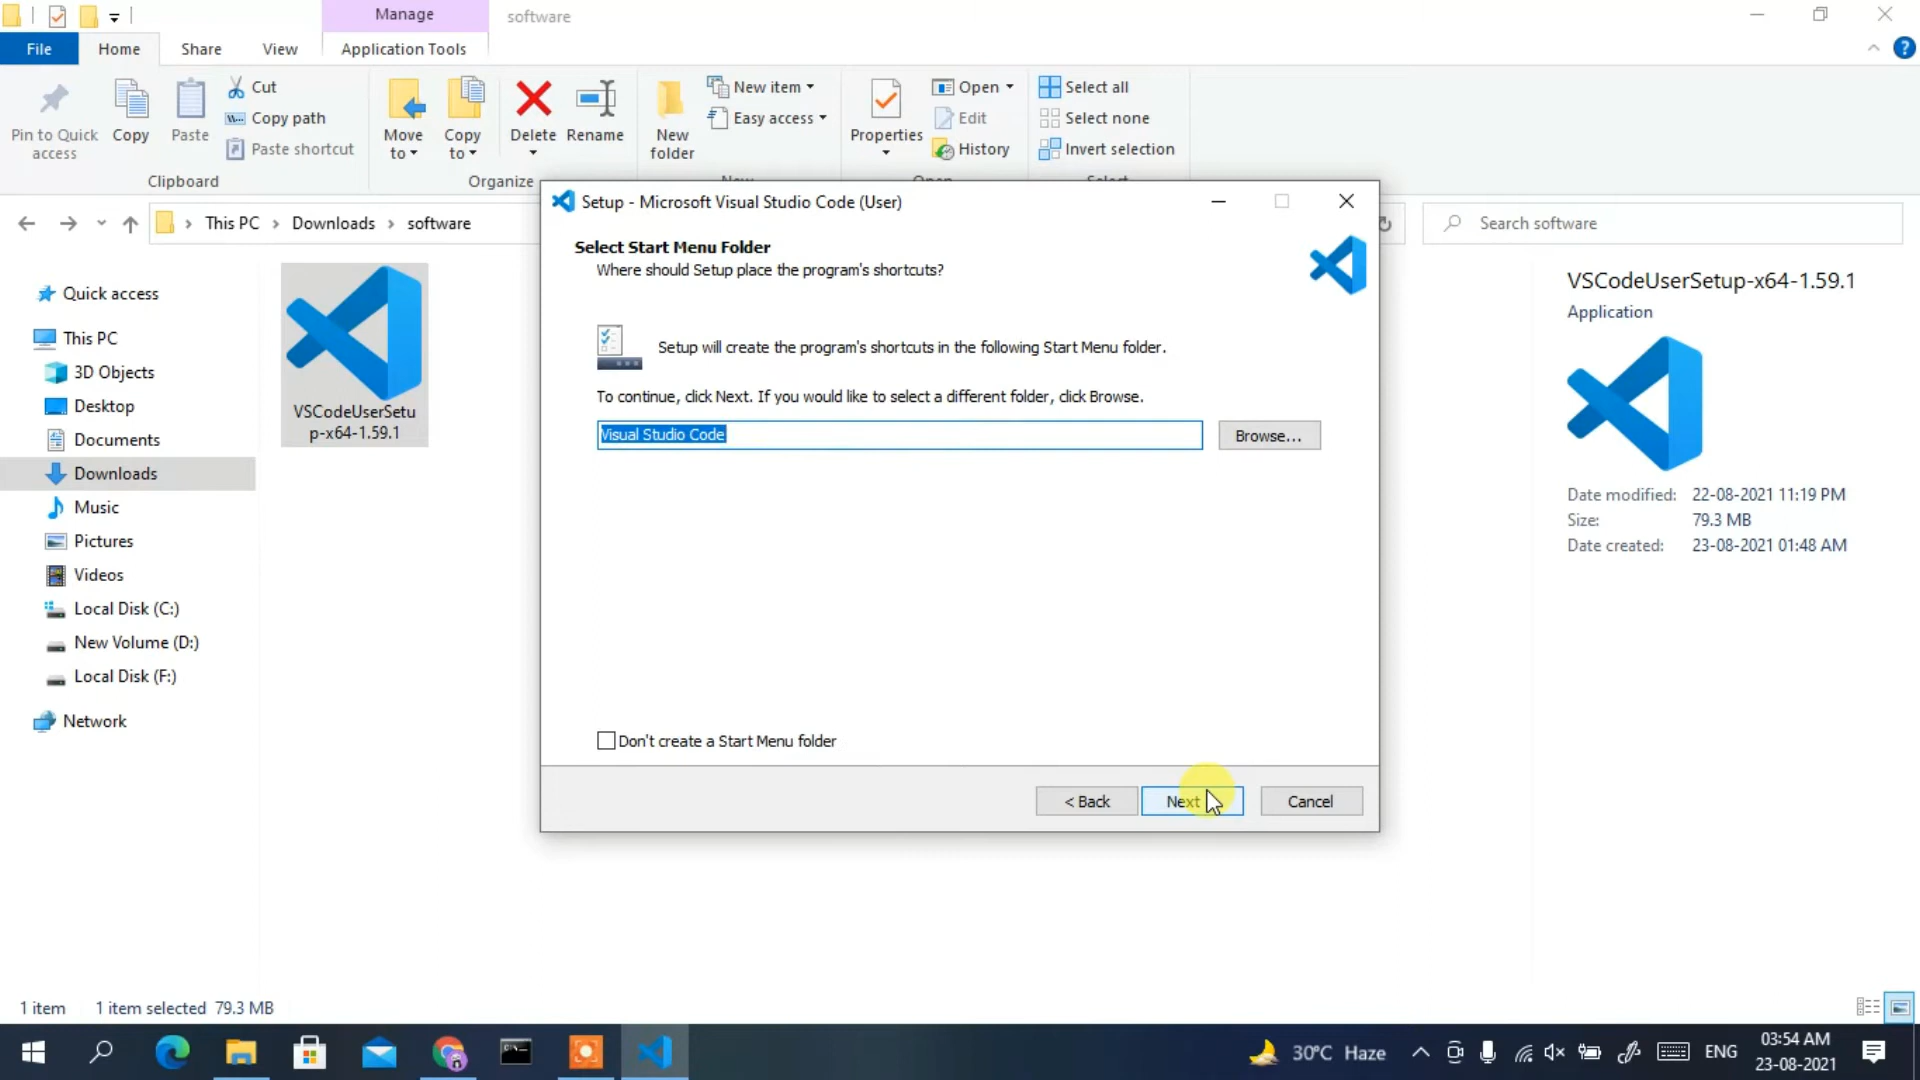 Manage
software
File
Home
Share
View
Application Tools
Pin to Quick access
Copy
Paste
Cut
Copy path
Paste shortcut
Clipboard
Move to
Copy to
Delete
Rename
Organize
New folder
New item
Easy access
Properties
Open
Edit
History
Select all
Select none
Invert selection
This PC
Downloads
software
Search software
Quick access
This PC
3D Objects
Desktop
Documents
Downloads
Music
Pictures
Videos
Local Disk (C:)
New Volume (D:)
Local Disk (F:)
Network
VSCodeUserSetu
p-x64-1.59.1
Setup - Microsoft Visual Studio Code (User)
Select Start Menu Folder
Where should Setup place the program's shortcuts?
Setup will create the program's shortcuts in the following Start Menu folder.
To continue, click Next. If you would like to select a different folder, click Browse.
Visual Studio Code
Browse...
Don't create a Start Menu folder
< Back
Next
Cancel
VSCodeUserSetup-x64-1.59.1
Application
Date modified: 22-08-2021 11:19 PM
Size: 79.3 MB
Date created: 23-08-2021 01:48 AM
1 item
1 item selected 79.3 MB
30°C Haze
ENG
03:54 AM
23-08-2021